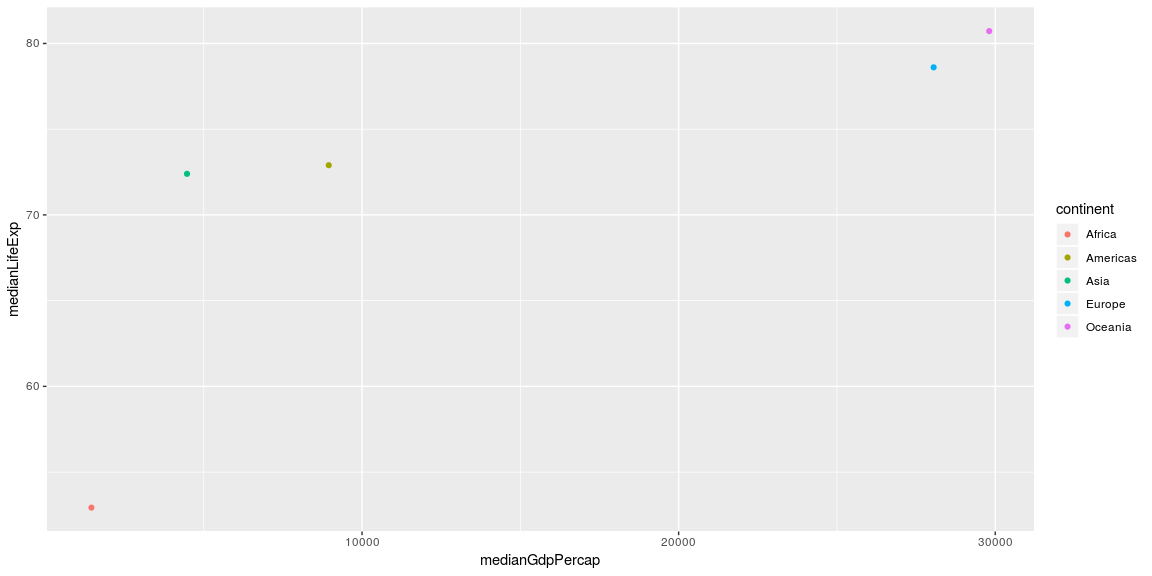 80
70
60
medianLifeExp
10000 20000 30000
medianGdpPercap
continent
Africa
Americas
Asia
Europe
Oceania